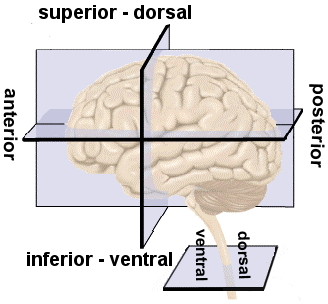 superior - dorsal
anterior
posterior
inferior - ventral
ventral
dorsal